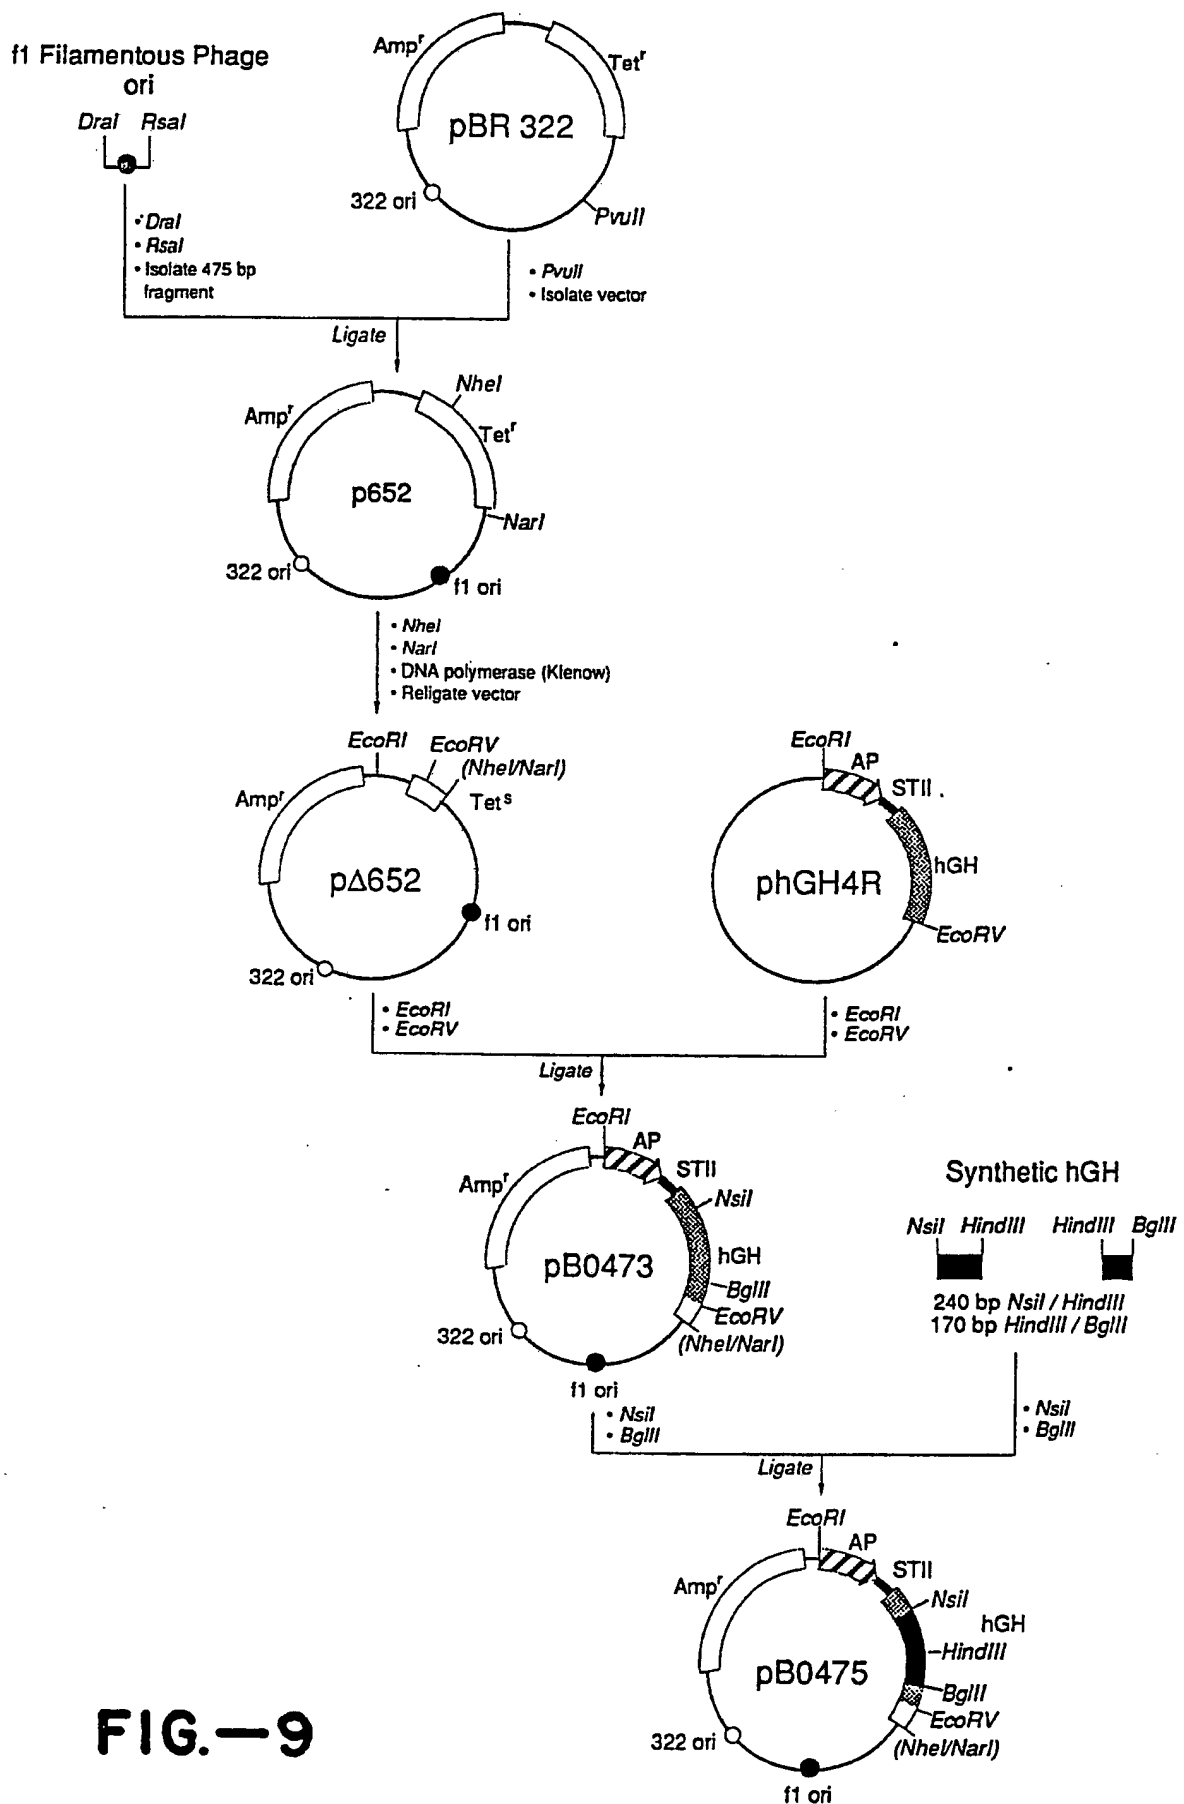 f1 Filamentous Phage
ori
DraI RsaI
Ampʳ
Tetʳ
pBR 322
322 ori
PvuII
• DraI
• RsaI
• Isolate 475 bp
fragment
• PvuII
• Isolate vector
Ligate
NheI
Ampʳ
Tetʳ
p652
NarI
322 ori
f1 ori
• NheI
• NarI
• DNA polymerase (Klenow)
• Religate vector
EcoRI
EcoRV
(NheI/NarI)
Ampʳ
Tetˢ
pΔ652
f1 ori
322 ori
EcoRI
AP
STII
hGH
phGH4R
EcoRV
• EcoRI
• EcoRV
• EcoRI
• EcoRV
Ligate
EcoRI
AP
STII
Ampʳ
NsiI
pB0473
hGH
BglII
EcoRV
(NheI/NarI)
322 ori
f1 ori
Synthetic hGH
NsiI HindIII HindIII BglII
240 bp NsiI / HindIII
170 bp HindIII / BglII
• NsiI
• BglII
• NsiI
• BglII
Ligate
EcoRI
AP
STII
Ampʳ
NsiI
hGH
HindIII
pB0475
BglII
EcoRV
(NheI/NarI)
322 ori
f1 ori
FIG.—9